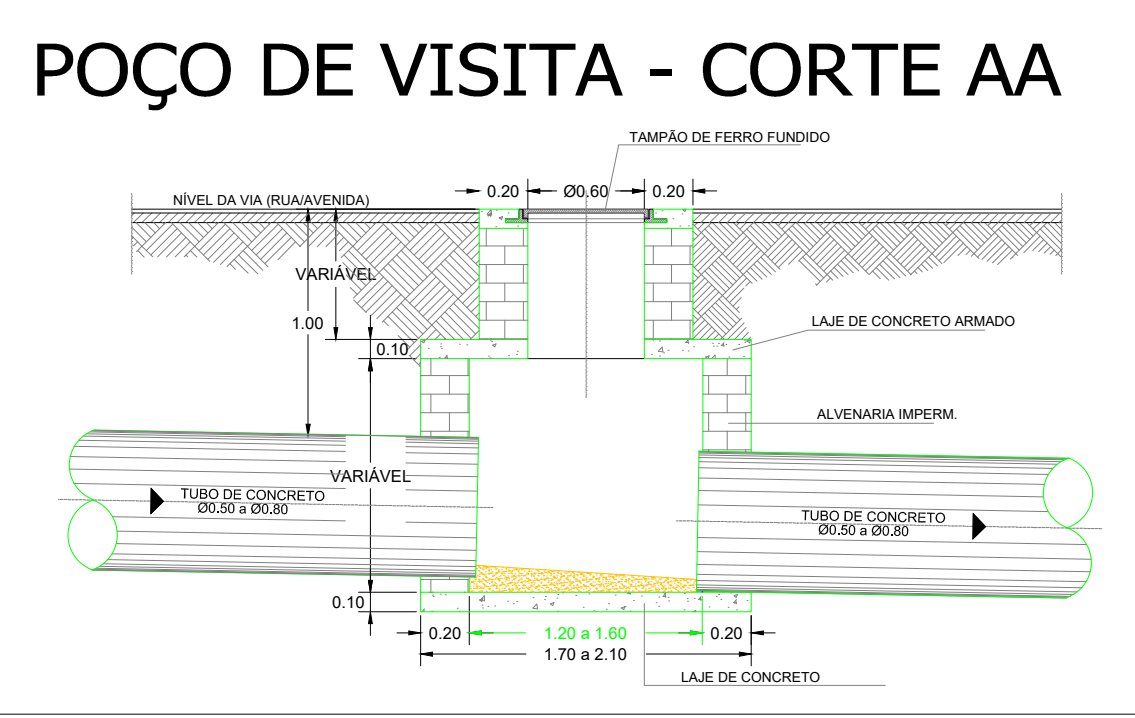 POÇO DE VISITA - CORTE AA
TAMPÃO DE FERRO FUNDIDO
NÍVEL DA VIA (RUA/AVENIDA)
0.20
Ø0.60
0.20
VARIÁVEL
1.00
0.10
LAJE DE CONCRETO ARMADO
ALVENARIA IMPERM.
VARIÁVEL
TUBO DE CONCRETO
Ø0.50 a Ø0.80
TUBO DE CONCRETO
Ø0.50 a Ø0.80
0.10
0.20
1.20 a 1.60
0.20
1.70 a 2.10
LAJE DE CONCRETO